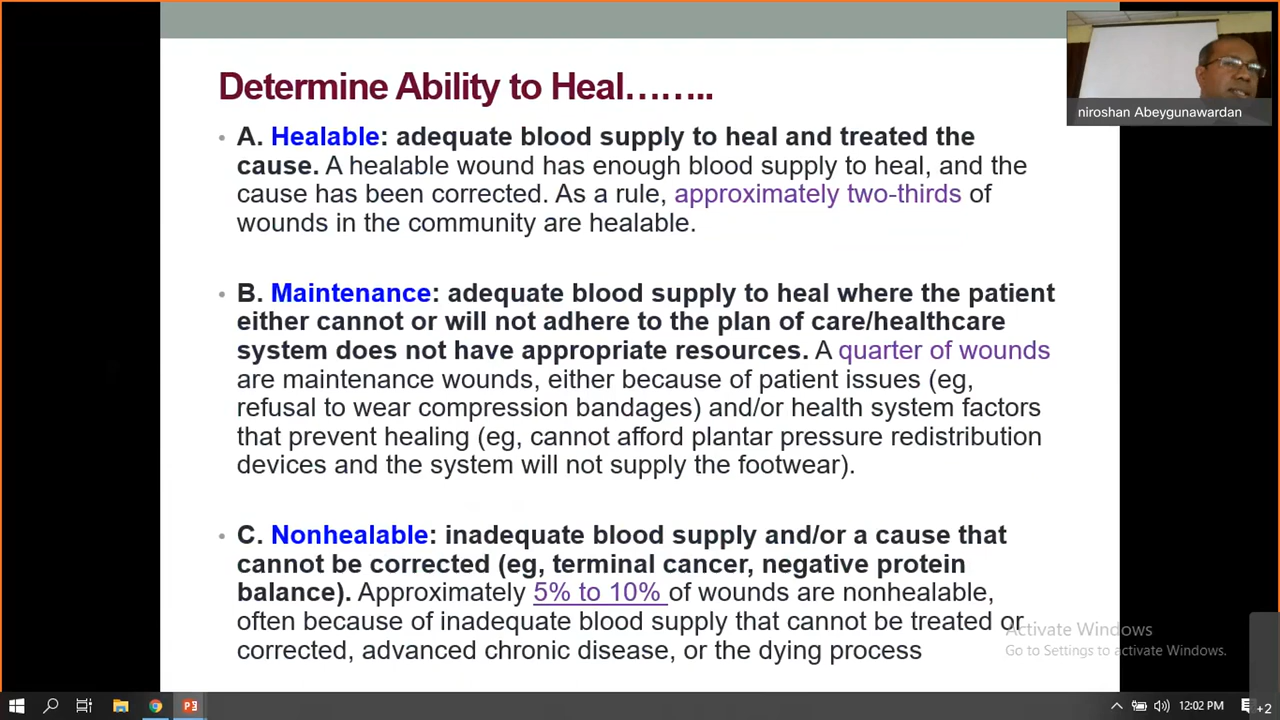 Determine Ability to Heal……..
niroshan Abeygunawardan
• A. Healable: adequate blood supply to heal and treated the
cause. A healable wound has enough blood supply to heal, and the
cause has been corrected. As a rule, approximately two-thirds of
wounds in the community are healable.
• B. Maintenance: adequate blood supply to heal where the patient
either cannot or will not adhere to the plan of care/healthcare
system does not have appropriate resources. A quarter of wounds
are maintenance wounds, either because of patient issues (eg,
refusal to wear compression bandages) and/or health system factors
that prevent healing (eg, cannot afford plantar pressure redistribution
devices and the system will not supply the footwear).
• C. Nonhealable: inadequate blood supply and/or a cause that
cannot be corrected (eg, terminal cancer, negative protein
balance). Approximately 5% to 10% of wounds are nonhealable,
often because of inadequate blood supply that cannot be treated or
corrected, advanced chronic disease, or the dying process
Activate Windows
Go to Settings to activate Windows.
12:02 PM
+2